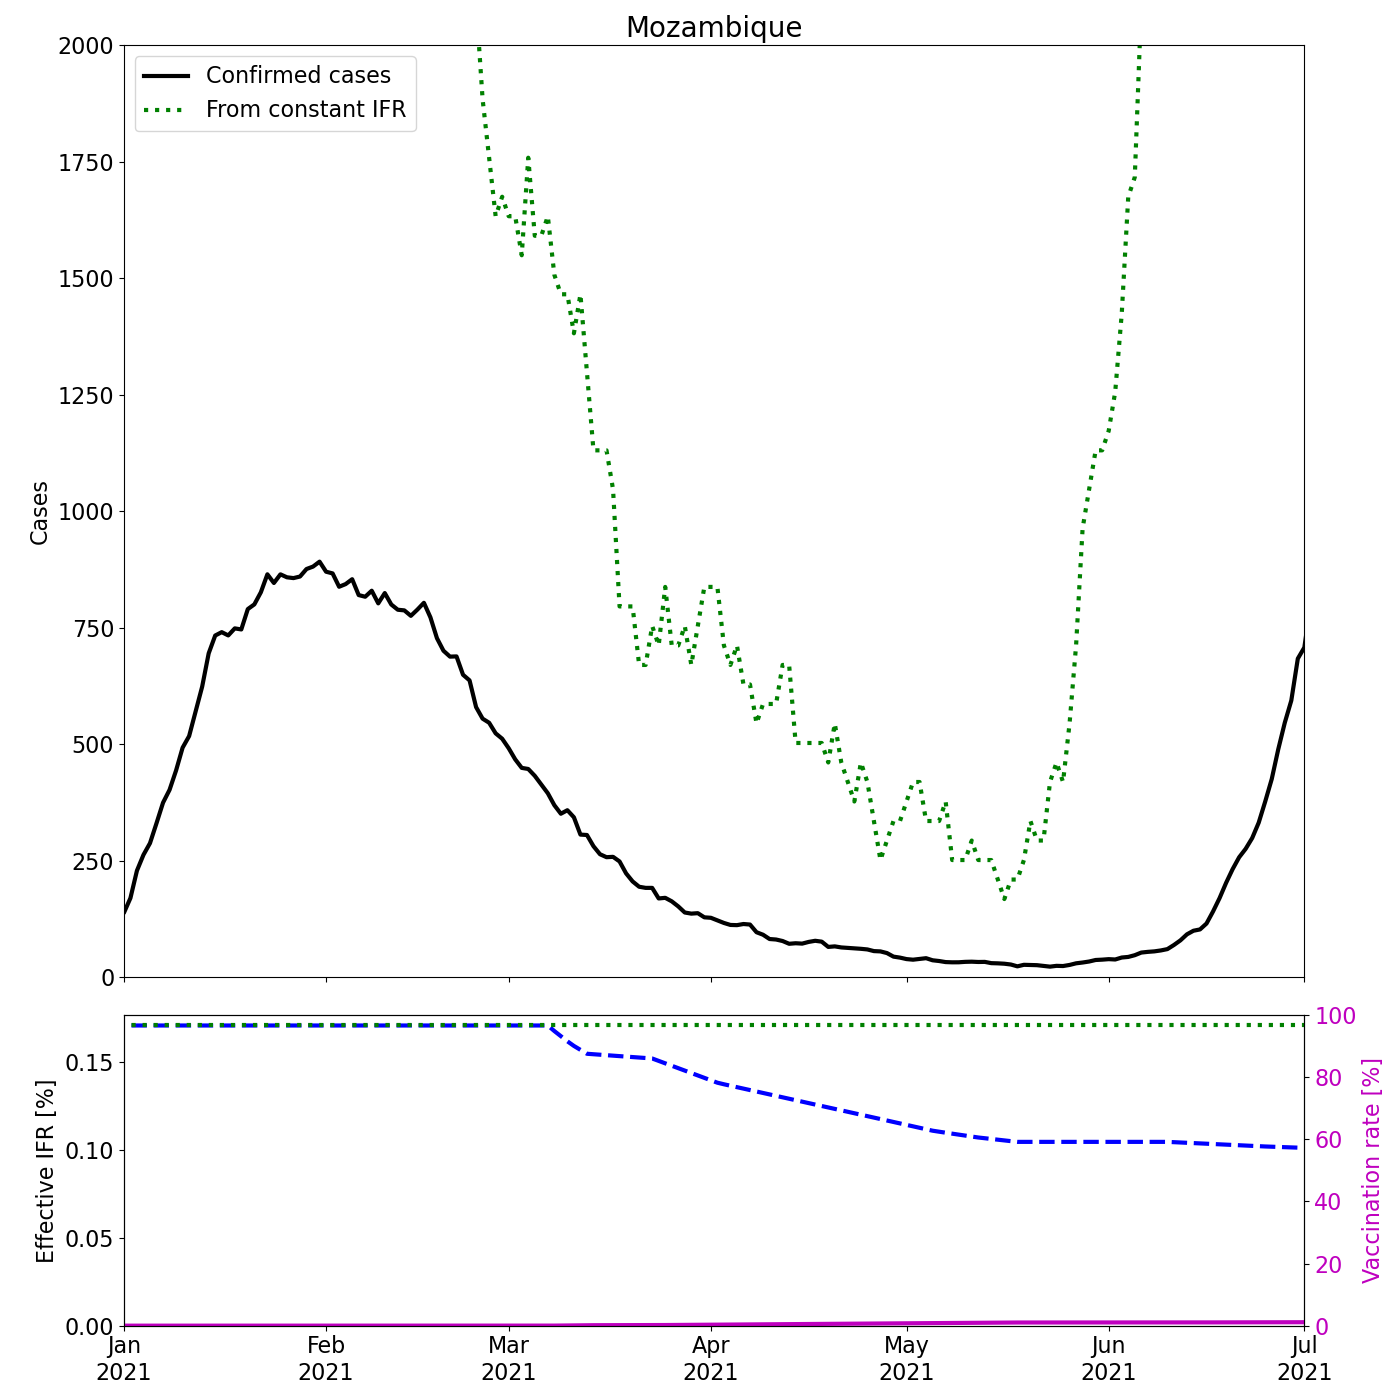 Mozambique
Confirmed cases
From constant IFR
Cases
2000
1750
1500
1250
1000
750
500
250
0
Effective IFR [%]
0.15
0.10
0.05
0.00
100
80
60
40
20
0
Vaccination rate [%]
Jan Feb Mar Apr May Jun Jul
2021 2021 2021 2021 2021 2021 2021